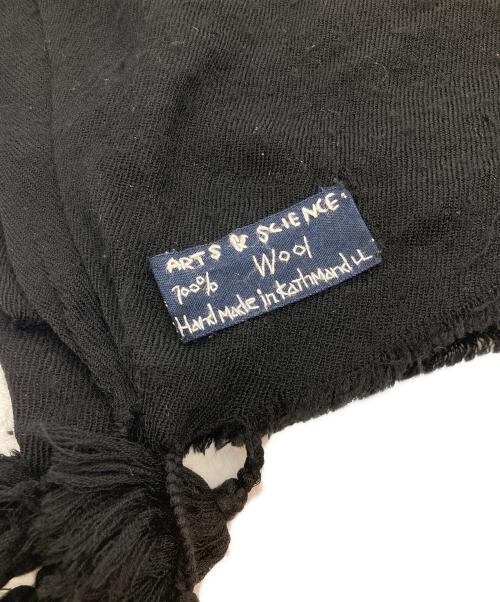 ARTS & SCIENCE.
100% Wool
Hand Made in KathMandu